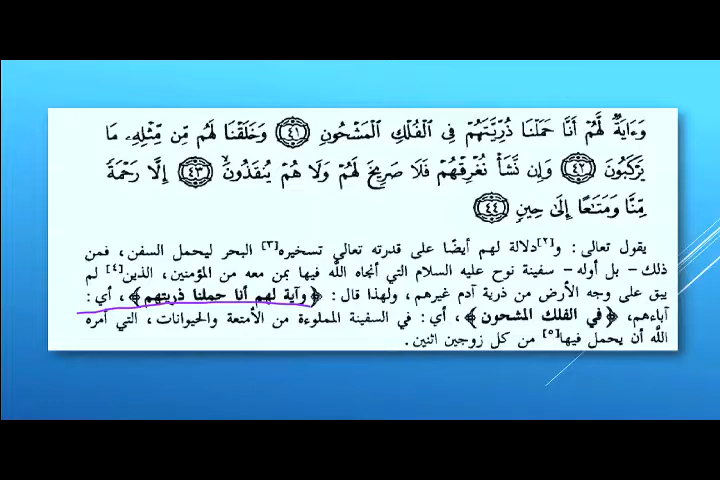 وَءَايَةٌ لَّهُمْ أَنَّا حَمَلْنَا ذُرِّيَّتَهُمْ فِي ٱلْفُلْكِ ٱلْمَشْحُونِ ﴿٤١﴾ وَخَلَقْنَا لَهُم مِّن مِّثْلِهِۦ مَا
يَرْكَبُونَ ﴿٤٢﴾ وَإِن نَّشَأْ نُغْرِقْهُمْ فَلَا صَرِيخَ لَهُمْ وَلَا هُمْ يُنقَذُونَ ﴿٤٣﴾ إِلَّا رَحْمَةً
مِّنَّا وَمَتَٰعًا إِلَىٰ حِينٍ ﴿٤٤﴾
يقول تعالى: و[٢]دلالة لهم أيضًا على قدرته تعالى تسخيره[٣] البحر ليحمل السفن، فمن
ذلك - بل أوله - سفينة نوح عليه السلام التي أنجاه اللَّه فيها بمن معه من المؤمنين، الذين[٤] لم
يبق على وجه الأرض من ذرية آدم غيرهم، ولهذا قال: ﴿وآية لهم أنا حملنا ذريتهم﴾، أي:
آباءهم، ﴿في الفلك المشحون﴾، أي: في السفينة المملوءة من الأمتعة والحيوانات، التي أمره
اللَّه أن يحمل فيها[٥] من كل زوجين اثنين.